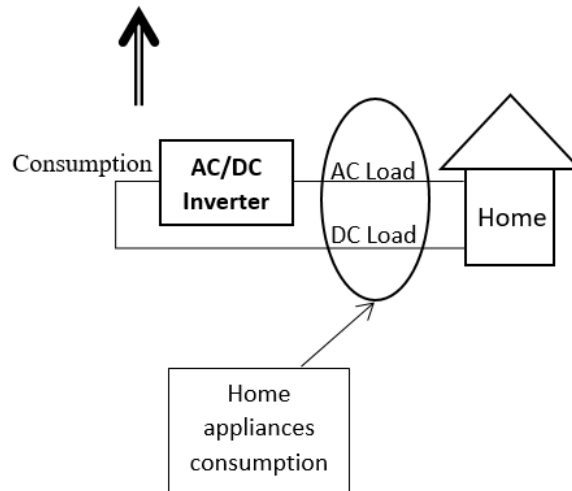 Consumption
AC/DC
Inverter
AC Load
DC Load
Home
Home
appliances
consumption